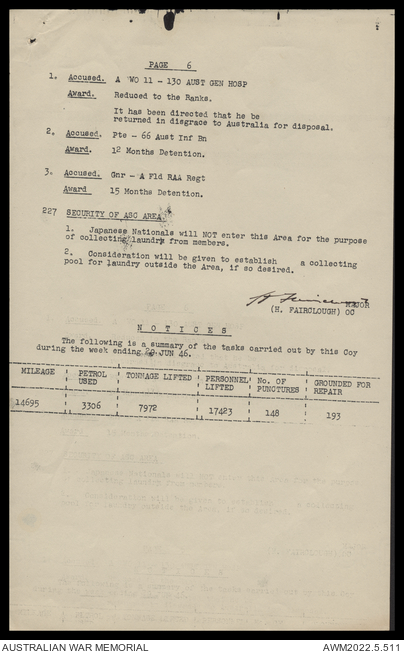 PAGE 6
1. Accused. A WO 11 - 130 AUST GEN HOSP
Award. Reduced to the Ranks.
It has been directed that he be
returned in disgrace to Australia for disposal.
2. Accused. Pte - 66 Aust Inf Bn
Award. 12 Months Detention.
3. Accused. Gnr - A Fld RAA Regt
Award 15 Months Detention.
227 SECURITY OF ASC AREA
1. Japanese Nationals will NOT enter this Area for the purpose
of collecting laundry from members.
2. Consideration will be given to establish a collecting
pool for laundry outside the Area, if so desired.
MAJOR
(H. FAIRCLOUGH) OC
N O T I C E S
The following is a summary of the tasks carried out by this Coy
during the week ending JUN 46.
MILEAGE PETROL USED TONNAGE LIFTED PERSONNEL LIFTED No. OF PUNCTURES GROUNDED FOR REPAIR
14695 3306 7972 17423 148 193
AUSTRALIAN WAR MEMORIAL AWM2022.5.511